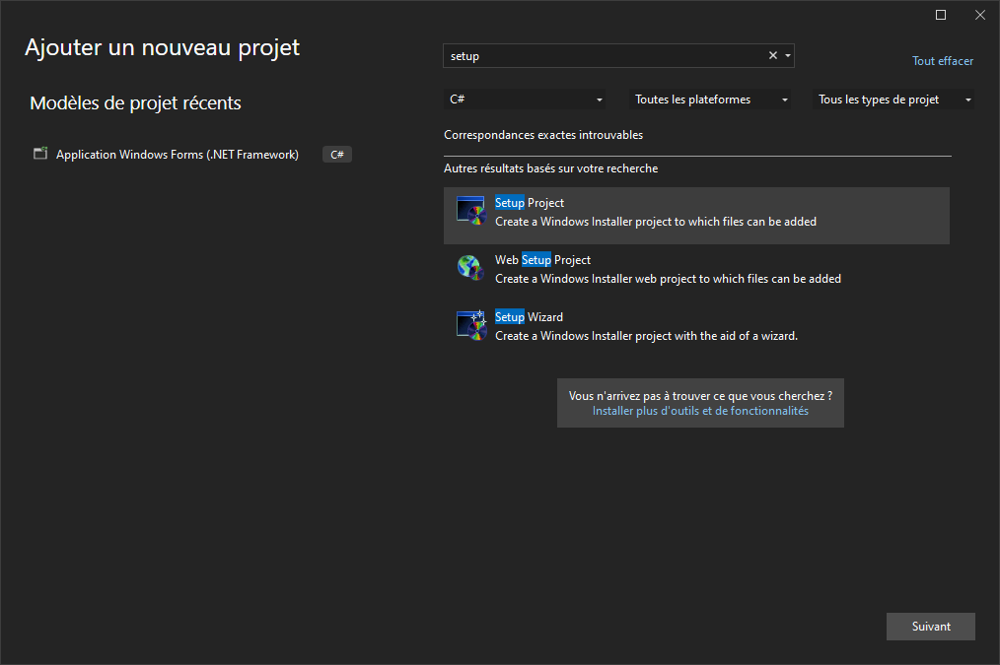 Ajouter un nouveau projet
Modèles de projet récents
Application Windows Forms (.NET Framework) C#
setup
Tout effacer
C# Toutes les plateformes Tous les types de projet
Correspondances exactes introuvables
Autres résultats basés sur votre recherche
Setup Project
Create a Windows Installer project to which files can be added
Web Setup Project
Create a Windows Installer web project to which files can be added
Setup Wizard
Create a Windows Installer project with the aid of a wizard.
Vous n'arrivez pas à trouver ce que vous cherchez ?
Installer plus d'outils et de fonctionnalités
Suivant